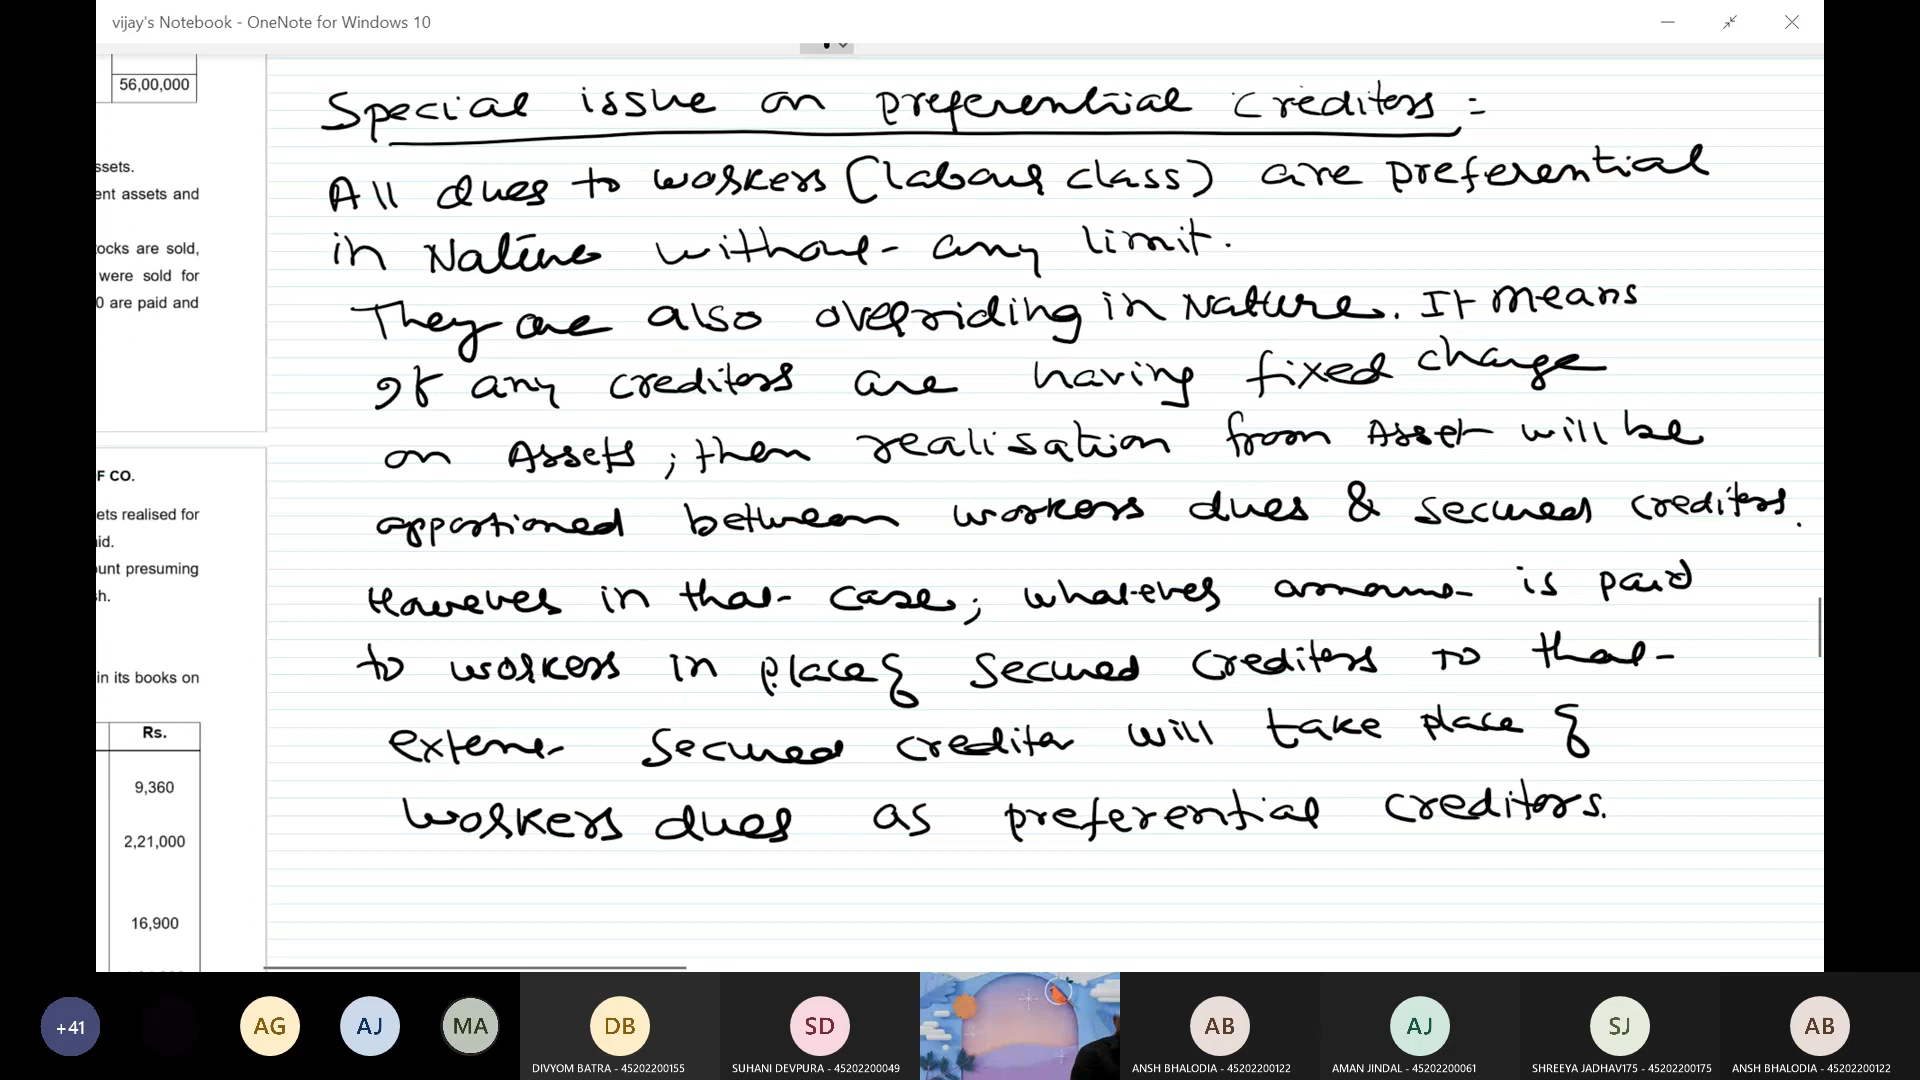 vijay's Notebook - OneNote for Windows 10
56,00,000
ssets.
ent assets and
ocks are sold,
were sold for
0 are paid and
F CO.
ets realised for
id.
unt presuming
h.
in its books on
Rs.
9,360
2,21,000
16,900
Special issue on preferential creditors :
All dues to workers (labour class) are preferential
in Nature without any limit.
They are also overriding in Nature. It means
If any creditors are having fixed charge
on Assets ; then realisation from Asset will be
apportioned between workers dues & secured creditors.
However in that case ; whatever amount is paid
to workers in place of secured creditors to that
extent secured creditor will take place of
workers dues as preferential creditors.
+41
AG
AJ
MA
DB
SD
AB
AJ
SJ
AB
DIVYOM BATRA - 45202200155
SUHANI DEVPURA - 45202200049
ANSH BHALODIA - 45202200122
AMAN JINDAL - 45202200061
SHREEYA JADHAV175 - 45202200175
ANSH BHALODIA - 45202200122